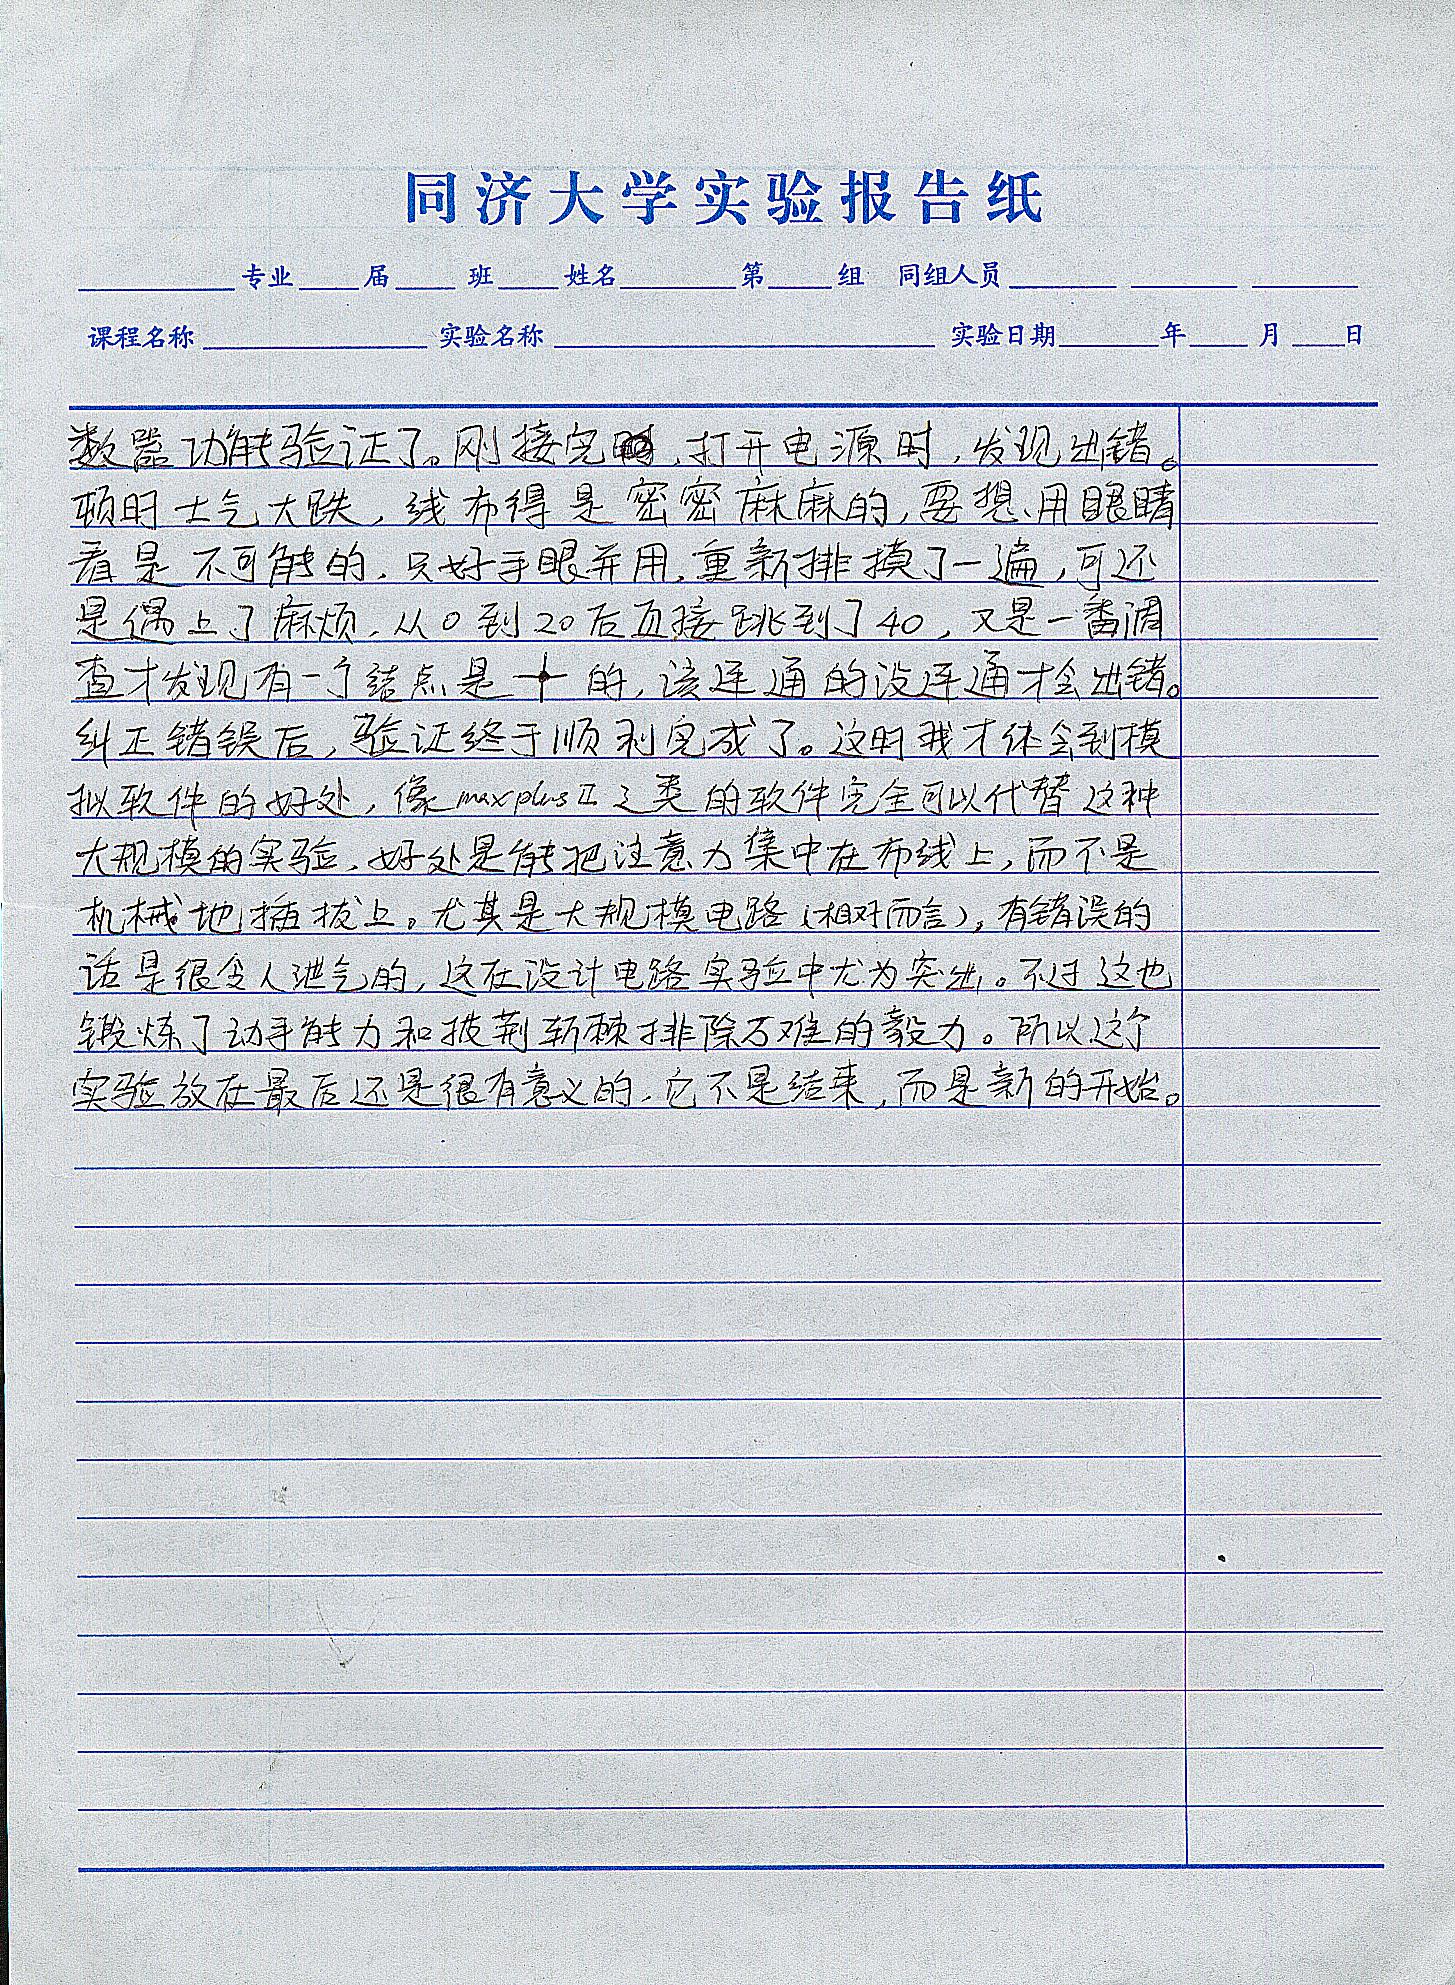 同济大学实验报告纸
专业 届 班 姓名 第 组 同组人员
课程名称 实验名称 实验日期 年 月 日
数器功能验证了。刚接完，打开电源时，发现出错。
顿时士气大跌，线布得是密密麻麻的，要想用眼睛
看是不可能的，只好手眼并用，重新排摸了一遍，可还
是偶上了麻烦，从0到20后直接跳到了40，又是一番调
查才发现有一个结点是十的，该连通的没连通才会出错。
纠正错误后，验证终于顺利完成了。这时我才体会到模
拟软件的好处，像maxplusⅡ之类的软件完全可以代替这种
大规模的实验，好处是能把注意力集中在布线上，而不是
机械地插拔上。尤其是大规模电路（相对而言），有错误的
话是很令人泄气的，这在设计电路实验中尤为突出。不过这也
锻炼了动手能力和披荆斩棘排除万难的毅力。所以这个
实验放在最后还是很有意义的，它不是结束，而是新的开始。